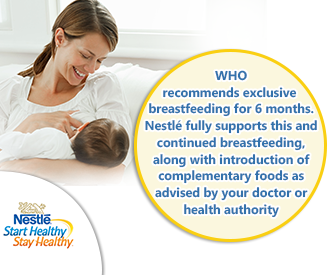 WHO
recommends exclusive
breastfeeding for 6 months.
Nestlé fully supports this and
continued breastfeeding,
along with introduction of
complementary foods as
advised by your doctor or
health authority
Nestlé
Start Healthy
Stay Healthy